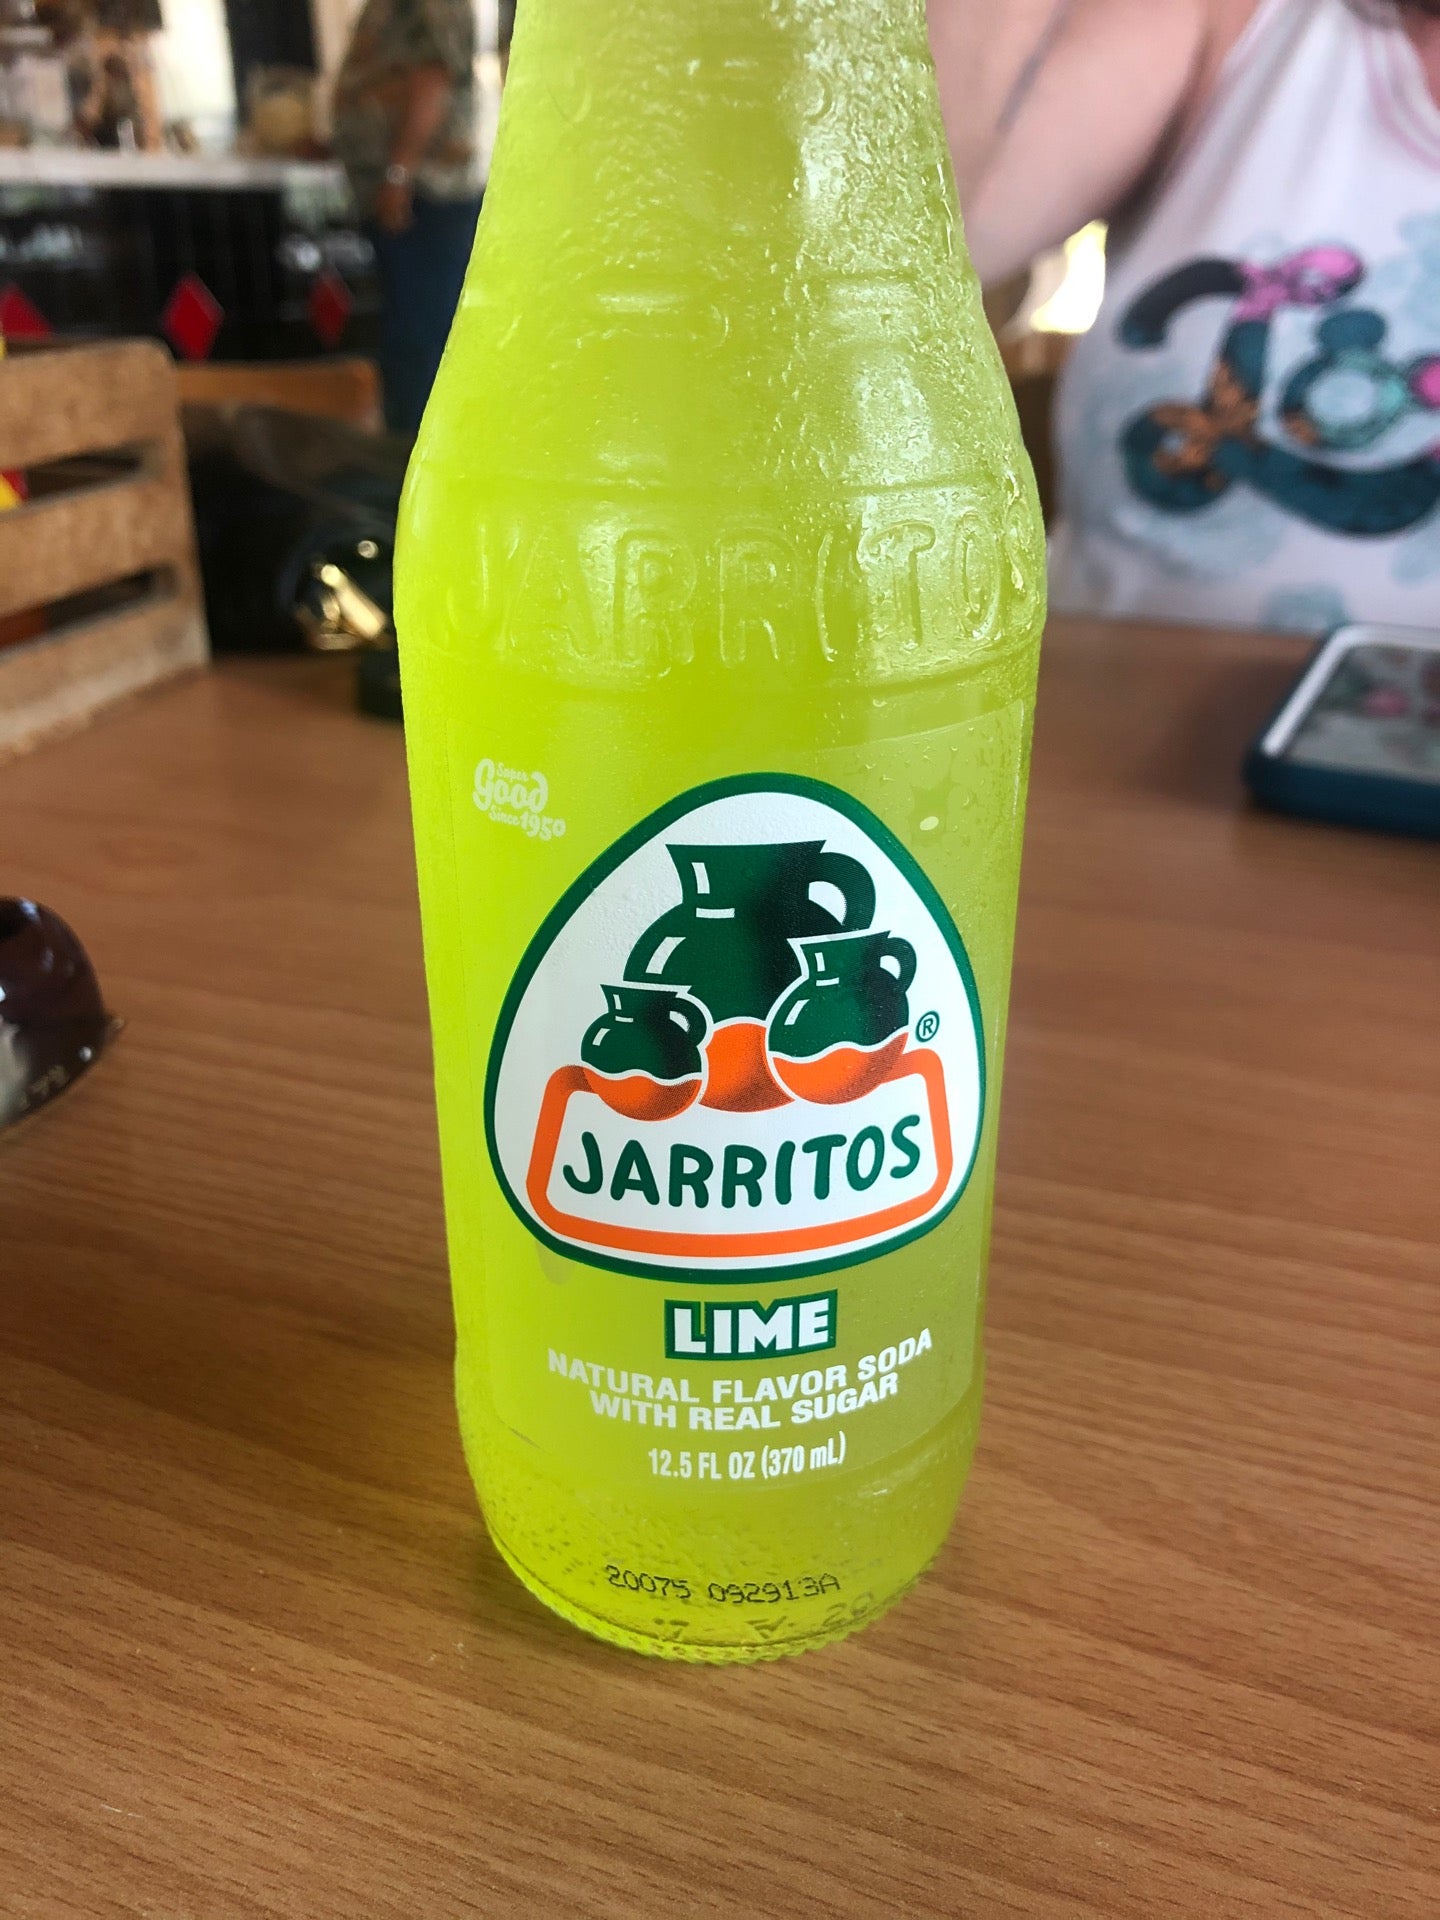 JARRITOS
Super
Good
Since 1950
®
JARRITOS
LIME
NATURAL FLAVOR SODA
WITH REAL SUGAR
12.5 FL OZ (370 mL)
20075 092913A